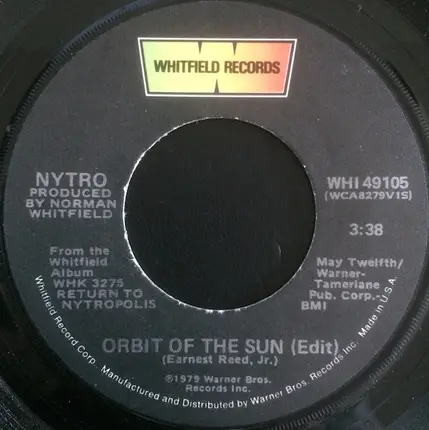 WHITFIELD RECORDS
NYTRO
PRODUCED
BY NORMAN
WHITFIELD
WHI 49105
(WCA8279V1S)
3:38
From the
Whitfield
Album
WHK 3275
RETURN TO
NYTROPOLIS
May Twelfth/
Warner-
Tamerlane
Pub. Corp.-
BMI
ORBIT OF THE SUN (Edit)
(Earnest Reed, Jr.)
©1979 Warner Bros.
Records Inc.
Whitfield Record Corp., Manufactured and Distributed by Warner Bros. Records Inc. Made in U.S.A.